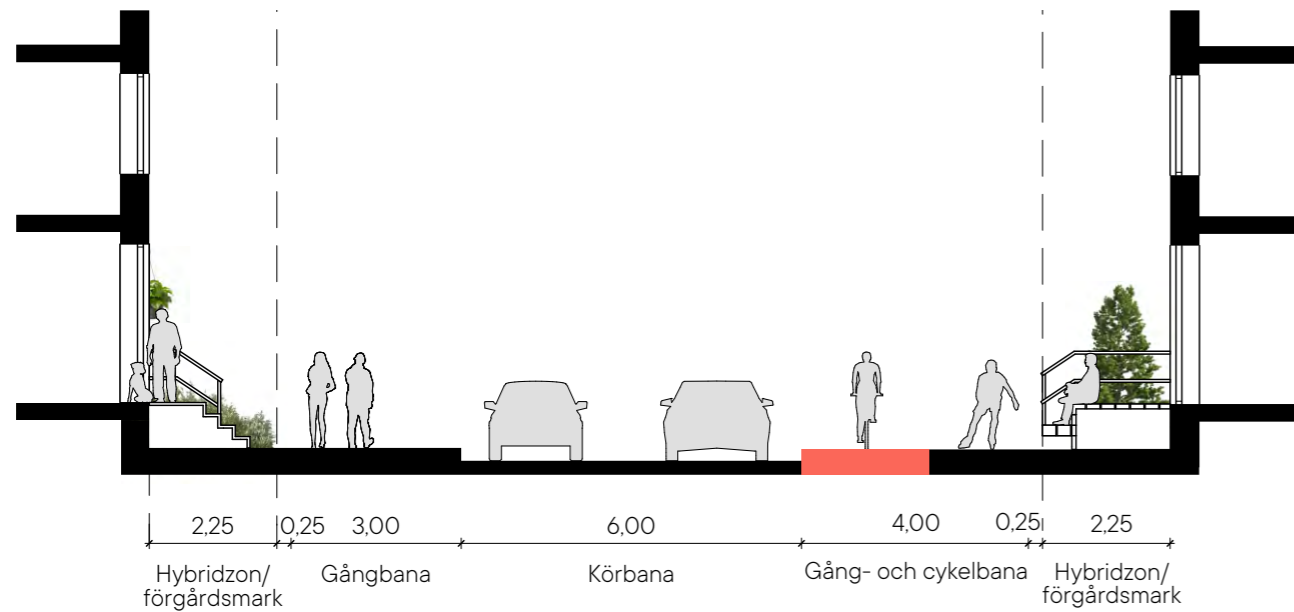 2,25 0,25 3,00 6,00 4,00 0,25 2,25
Hybridzon/
förgårdsmark
Gångbana
Körbana
Gång- och cykelbana
Hybridzon/
förgårdsmark